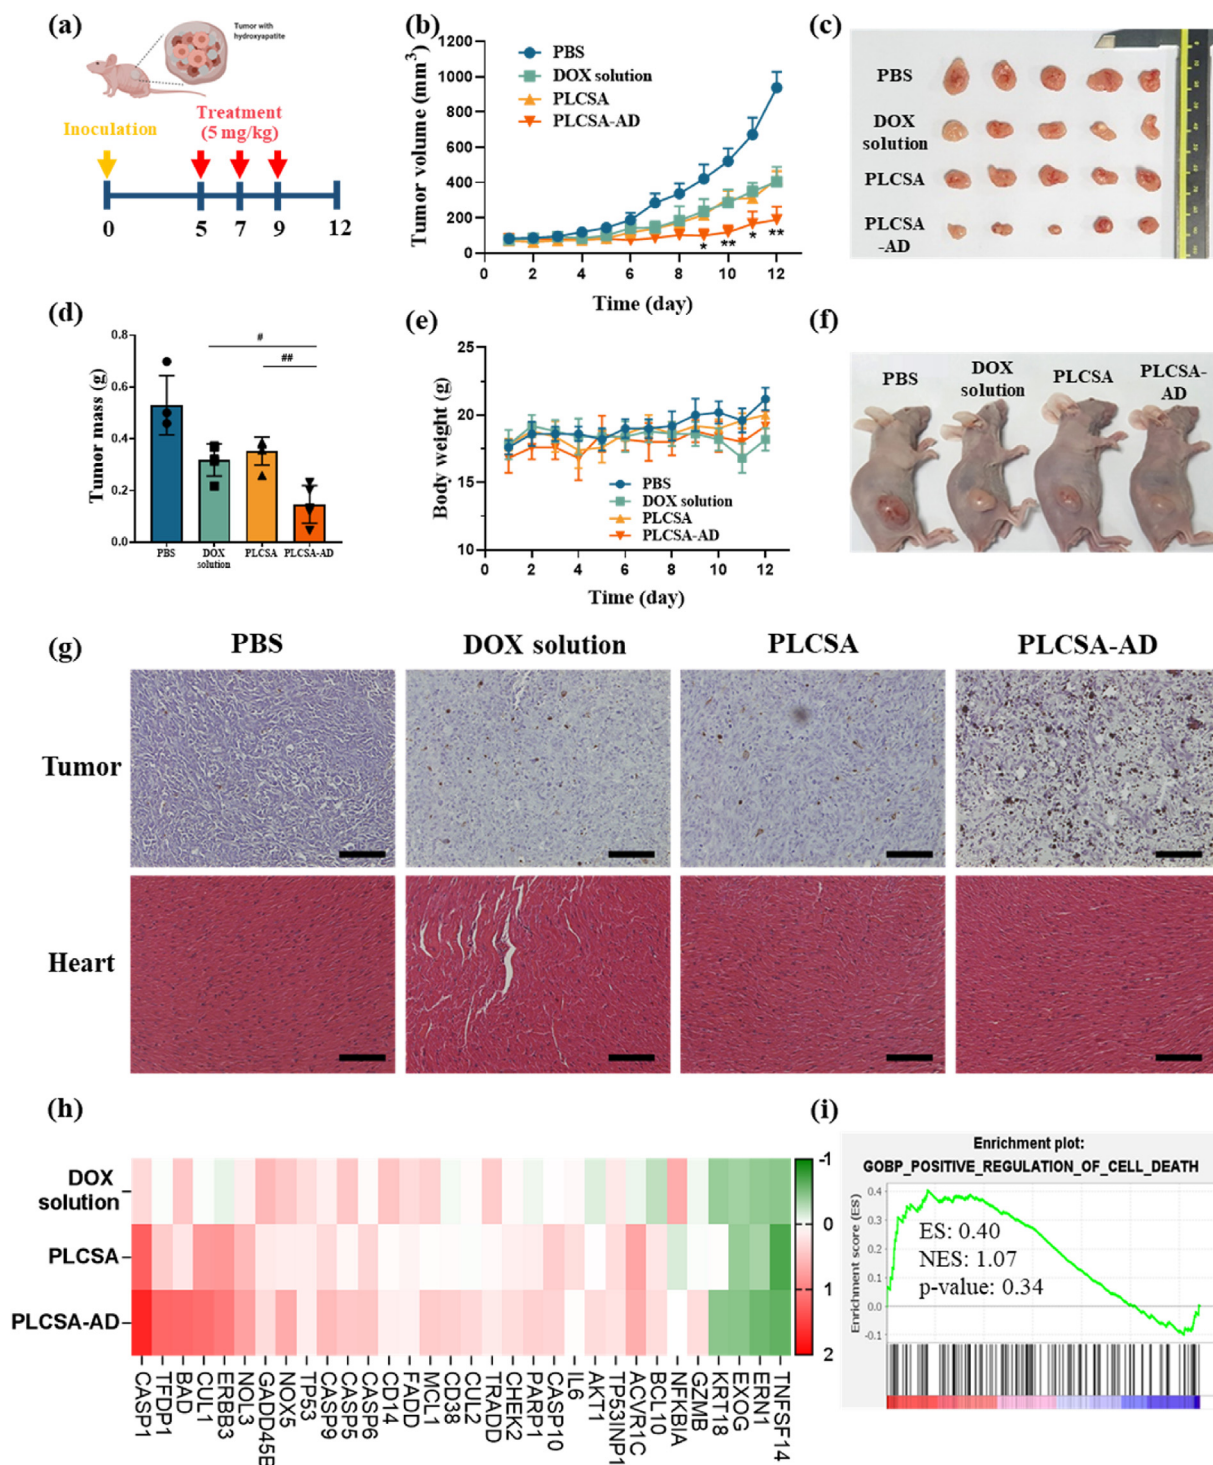 (a)
Tumor with
hydroxyapatite
Inoculation
Treatment
(5 mg/kg)
0 5 7 9 12
(b)
Tumor volume (mm³)
1200
1000
800
600
400
200
0
PBS
DOX solution
PLCSA
PLCSA-AD
* ** * **
0 2 4 6 8 10 12
Time (day)
(c)
PBS
DOX
solution
PLCSA
PLCSA
-AD
(d)
Tumor mass (g)
0.8
0.6
0.4
0.2
0.0
#
##
PBS DOX solution PLCSA PLCSA-AD
(e)
Body weight (g)
25
20
15
10
PBS
DOX solution
PLCSA
PLCSA-AD
0 2 4 6 8 10 12
Time (day)
(f)
PBS
DOX
solution
PLCSA
PLCSA-
AD
(g)
PBS DOX solution PLCSA PLCSA-AD
Tumor
Heart
(h)
DOX
solution
PLCSA
PLCSA-AD
-1
0
1
2
CASP1
TFDP1
BAD
CUL1
ERBB3
NOL3
GADD45B
NOX5
TP53
CASP9
CASP5
CASP6
CD14
FADD
MCL1
CD38
CUL2
TRADD
CHEK2
PARP1
CASP10
IL6
AKT1
TP53INP1
ACVR1C
BCL10
NFKBIA
GZMB
KRT18
EXOG
ERN1
TNFSF14
(i)
Enrichment plot:
GOBP_POSITIVE_REGULATION_OF_CELL_DEATH
Enrichment score (ES)
0.4
0.3
0.2
0.1
0.0
-0.1
ES: 0.40
NES: 1.07
p-value: 0.34